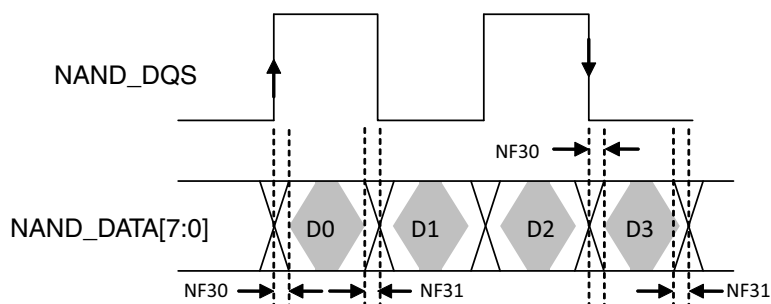 NAND_DQS
NF30
NAND_DATA[7:0] D0 D1 D2 D3
NF30 NF31 NF31